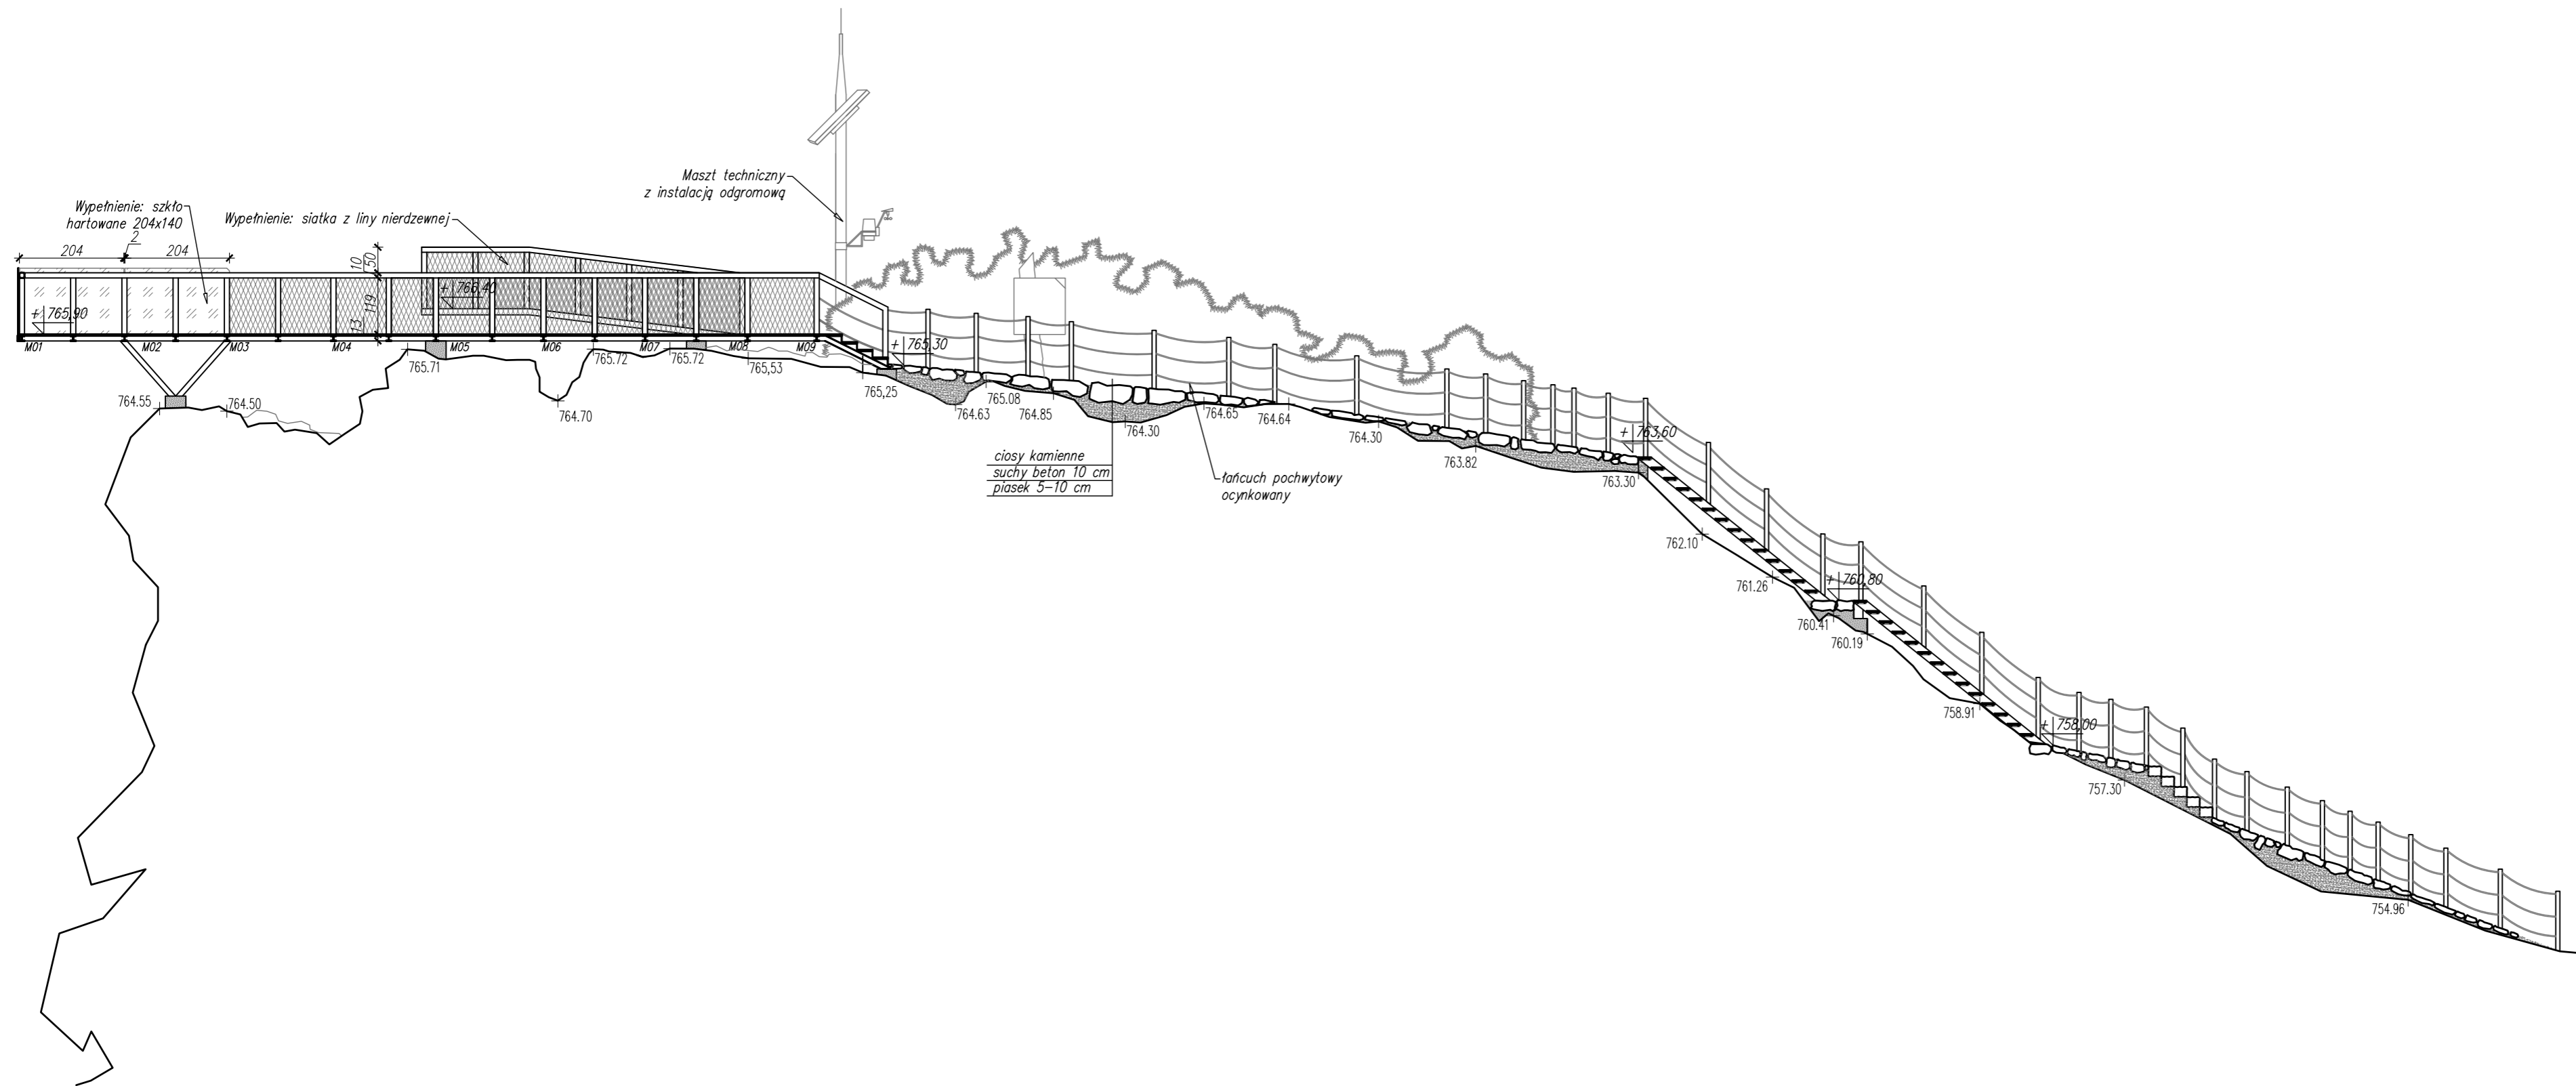 Maszt techniczny
z instalacją odgromową
Wypełnienie: szkło
hartowane 204x140
Wypełnienie: siatka z liny nierdzewnej
2
204
204
10
50
119
13
+ 765,90
+ 766,40
M01
M02
M03
M04
M05
M06
M07
M08
M09
764.55
764.50
765.71
764.70
765.72
765.72
765,53
765,25
+ 765,30
764.63
765.08
764.85
764.30
764.65
764.64
764.30
763.82
+ 763,60
763.30
ciosy kamienne
suchy beton 10 cm
piasek 5-10 cm
łańcuch pochwytowy
ocynkowany
762.10
761.26
+ 760,80
760.41
760.19
758.91
+ 758,00
757.30
754.96